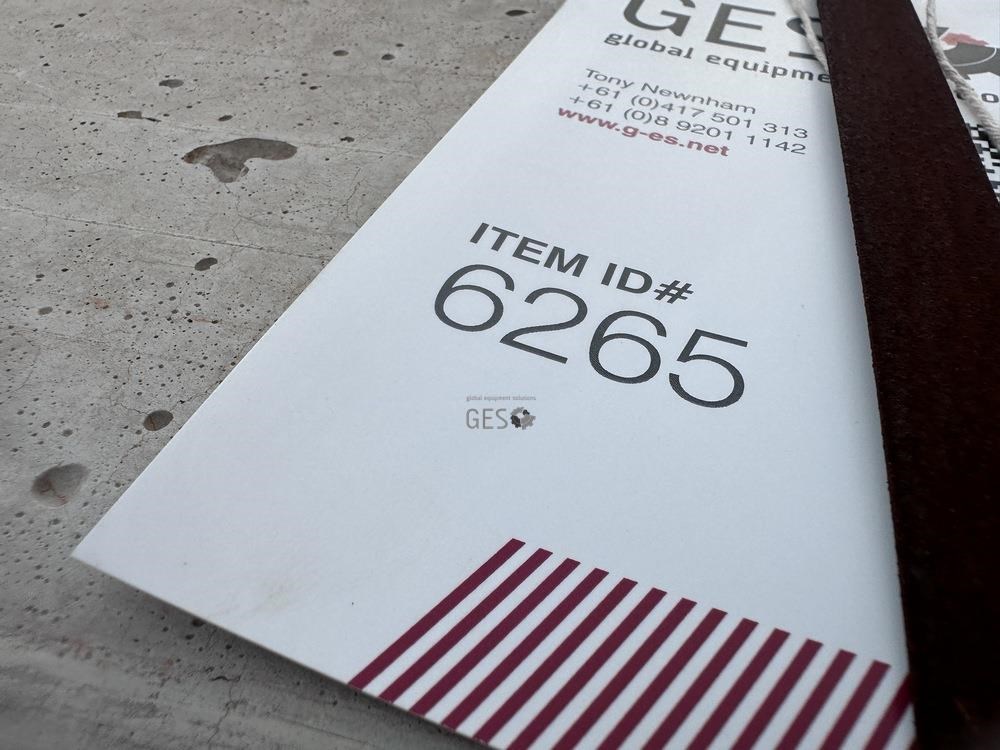 GES
global equipme
Tony Newnham
+61 (0)417 501 313
+61 (0)8 9201 1142
www.g-es.net
ITEM ID#
6265
global equipment solutions
GES